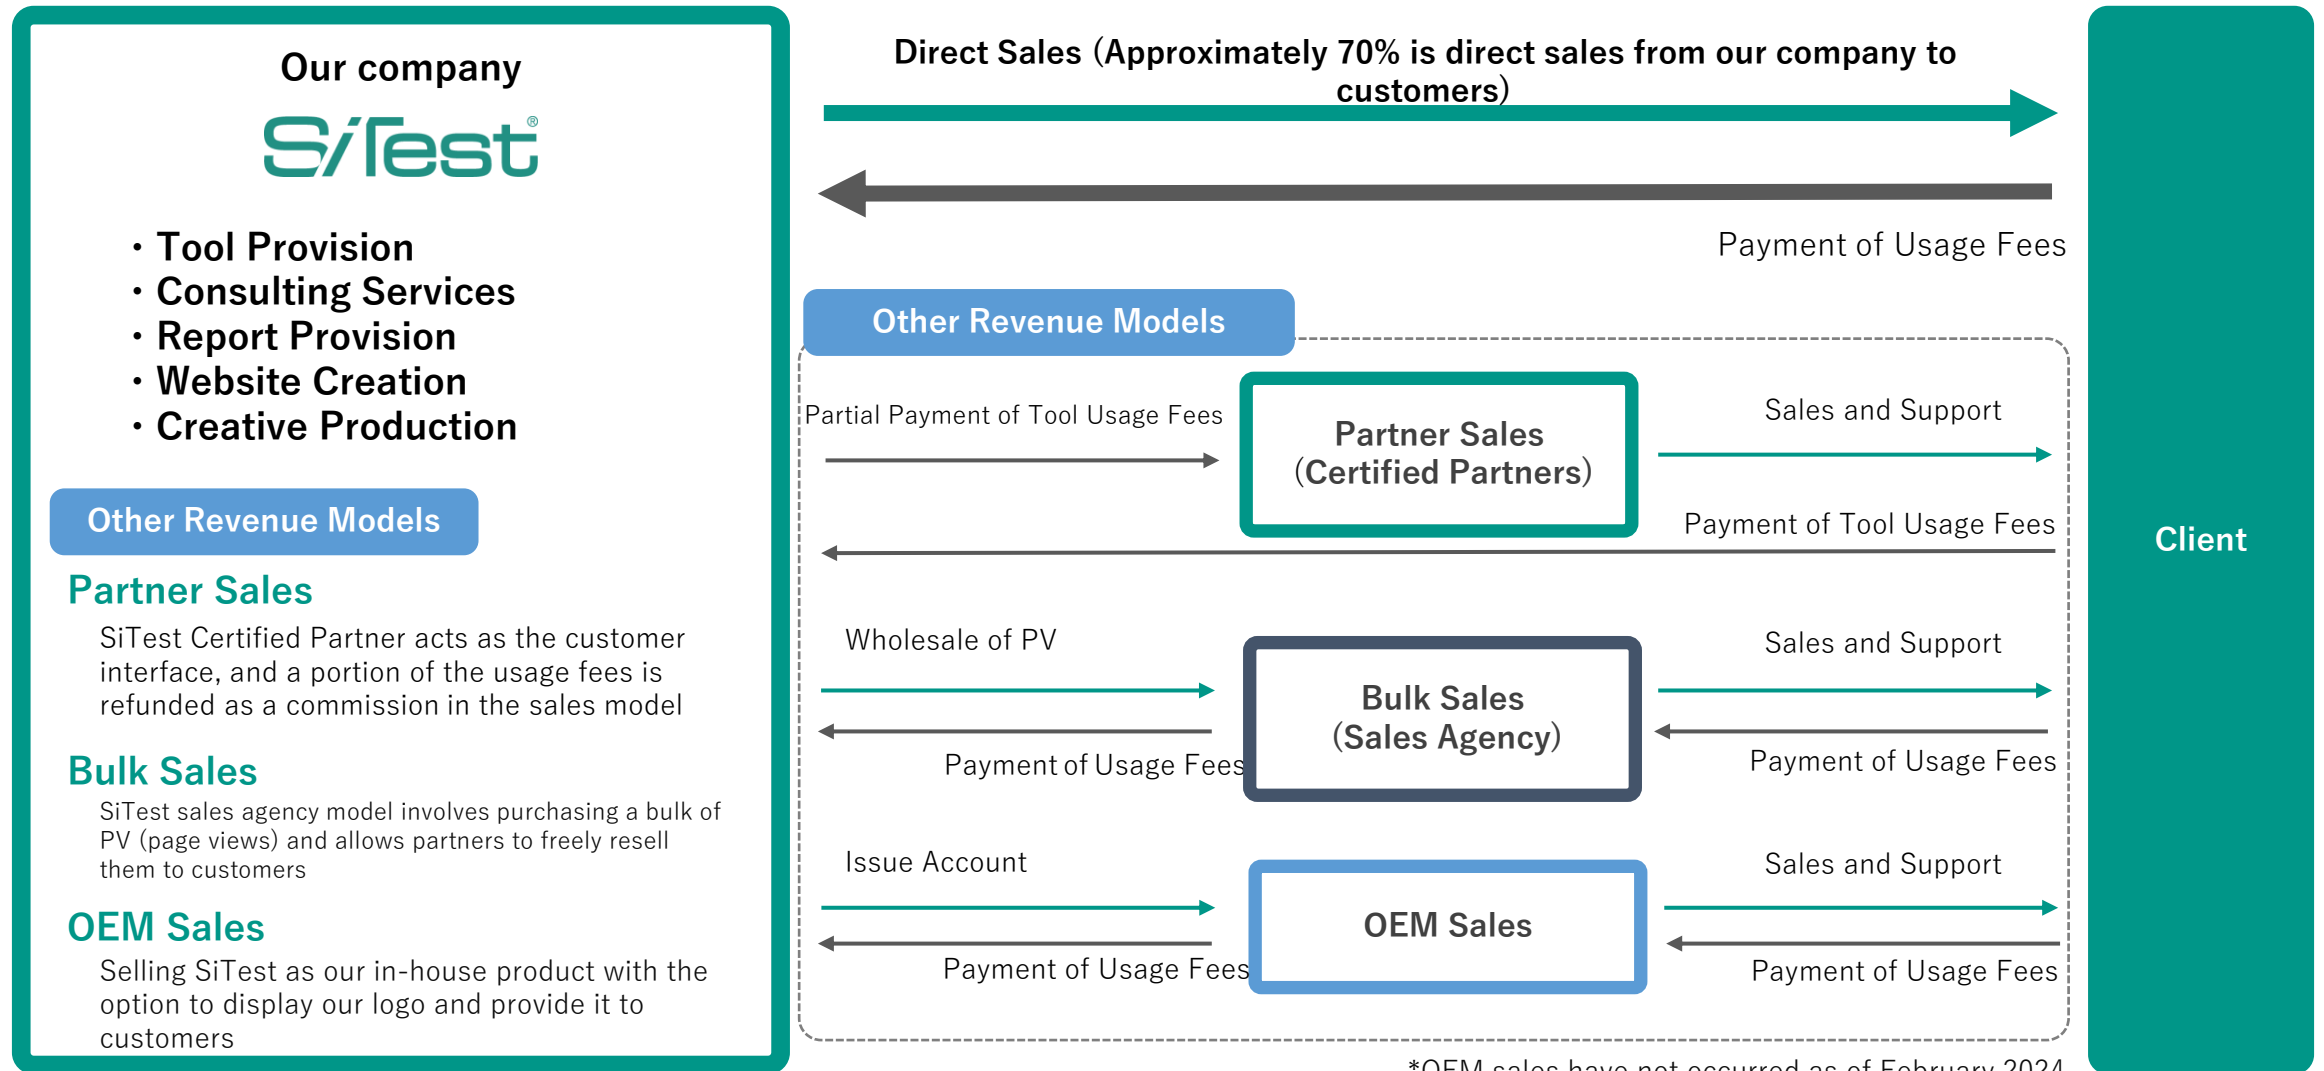 Our company
SiTest®
・Tool Provision
・Consulting Services
・Report Provision
・Website Creation
・Creative Production
Other Revenue Models
Partner Sales
SiTest Certified Partner acts as the customer
interface, and a portion of the usage fees is
refunded as a commission in the sales model
Bulk Sales
SiTest sales agency model involves purchasing a bulk of
PV (page views) and allows partners to freely resell
them to customers
OEM Sales
Selling SiTest as our in-house product with the
option to display our logo and provide it to
customers
Direct Sales (Approximately 70% is direct sales from our company to
customers)
Payment of Usage Fees
Other Revenue Models
Partial Payment of Tool Usage Fees
Partner Sales
(Certified Partners)
Sales and Support
Payment of Tool Usage Fees
Wholesale of PV
Payment of Usage Fees
Bulk Sales
(Sales Agency)
Sales and Support
Payment of Usage Fees
Issue Account
Payment of Usage Fees
OEM Sales
Sales and Support
Payment of Usage Fees
*OEM sales have not occurred as of February 2024
Client